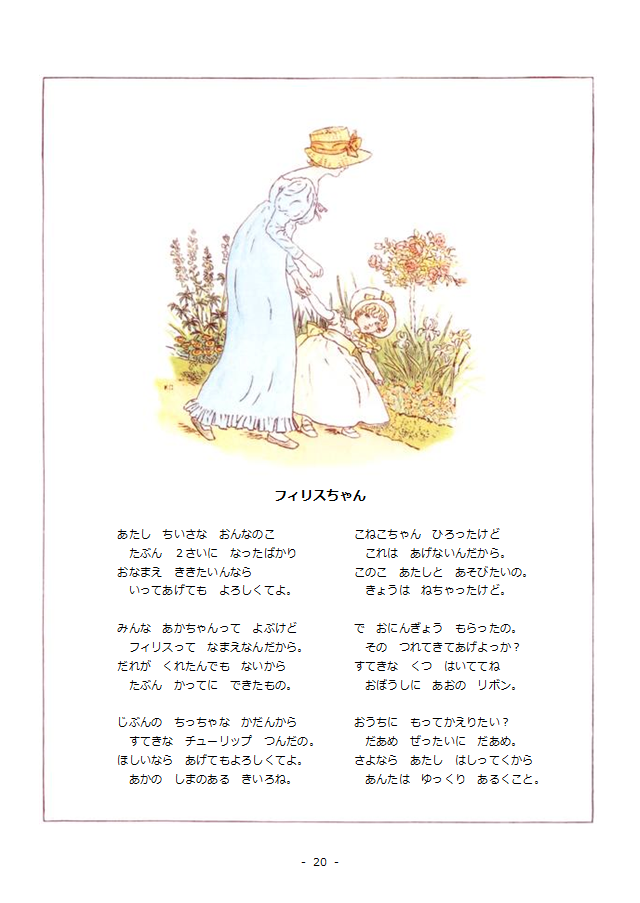 フィリスちゃん
あたし　ちいさな　おんなのこ
　たぶん　２さいに　なったばかり
おなまえ　ききたいんなら
　いってあげても　よろしくてよ。
みんな　あかちゃんって　よぶけど
　フィリスって　なまえなんだから。
だれが　くれたんでも　ないから
　たぶん　かってに　できたもの。
じぶんの　ちっちゃな　かだんから
　すてきな　チューリップ　つんだの。
ほしいなら　あげてもよろしくてよ。
　あかの　しまのある　きいろね。
こねこちゃん　ひろったけど
　これは　あげないんだから。
このこ　あたしと　あそびたいの。
　きょうは　ねちゃったけど。
で　おにんぎょう　もらったの。
　その　つれてきてあげよっか？
すてきな　くつ　はいててね
　おぼうしに　あおの　リボン。
おうちに　もってかえりたい？
　だあめ　ぜったいに　だあめ。
さよなら　あたし　はしってくから
　あんたは　ゆっくり　あるくこと。
- 20 -